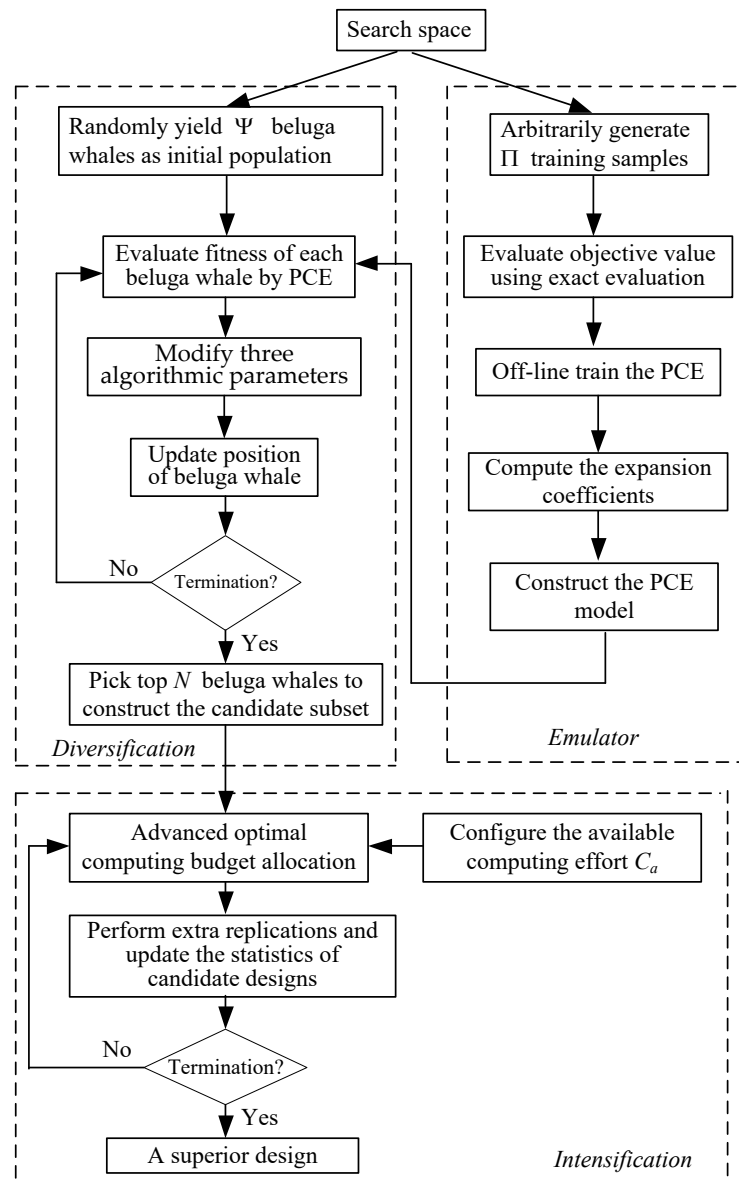 Search space
Randomly yield Ψ beluga
whales as initial population
Evaluate fitness of each
beluga whale by PCE
Modify three
algorithmic parameters
Update position
of beluga whale
No
Termination?
Yes
Pick top N beluga whales to
construct the candidate subset
Diversification
Arbitrarily generate
Π training samples
Evaluate objective value
using exact evaluation
Off-line train the PCE
Compute the expansion
coefficients
Construct the PCE
model
Emulator
Advanced optimal
computing budget allocation
Configure the available
computing effort Cₐ
Perform extra replications and
update the statistics of
candidate designs
No
Termination?
Yes
A superior design
Intensification